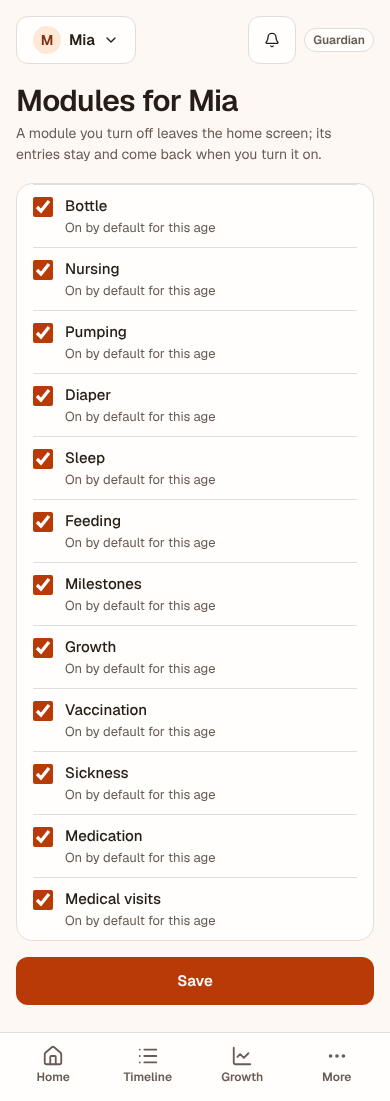 M Mia
Guardian
Modules for Mia
A module you turn off leaves the home screen; its
entries stay and come back when you turn it on.
Bottle
On by default for this age
Nursing
On by default for this age
Pumping
On by default for this age
Diaper
On by default for this age
Sleep
On by default for this age
Feeding
On by default for this age
Milestones
On by default for this age
Growth
On by default for this age
Vaccination
On by default for this age
Sickness
On by default for this age
Medication
On by default for this age
Medical visits
On by default for this age
Save
Home Timeline Growth More